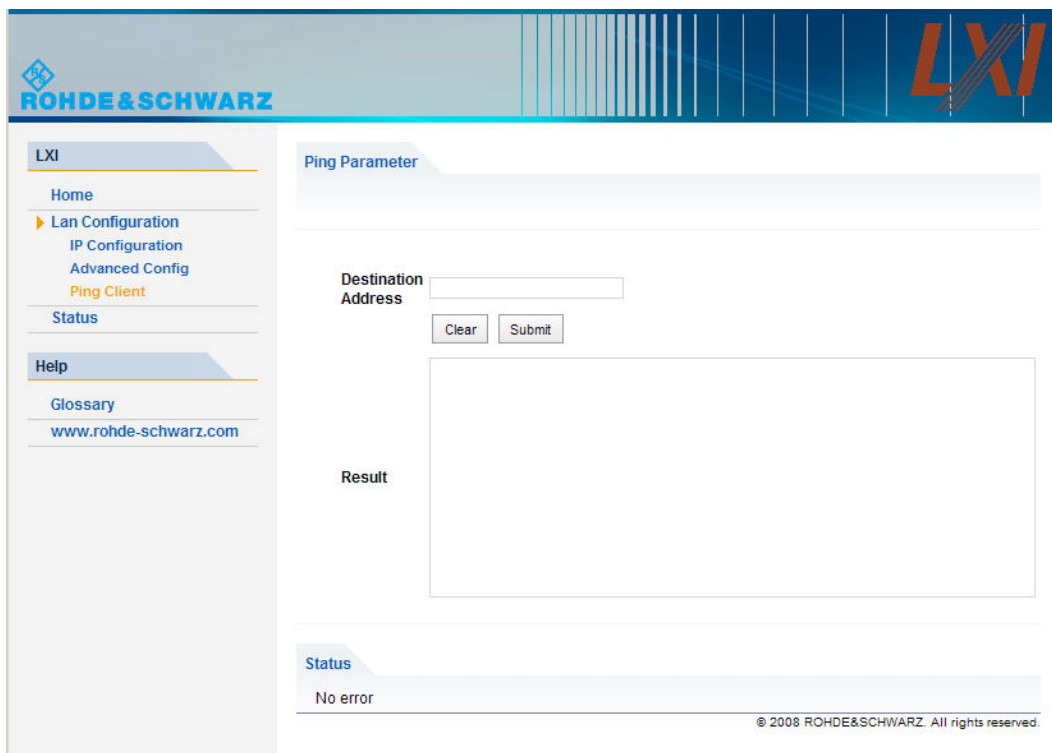 R&S
ROHDE&SCHWARZ
LXI
LXI
Home
Lan Configuration
IP Configuration
Advanced Config
Ping Client
Status
Help
Glossary
www.rohde-schwarz.com
Ping Parameter
Destination
Address
Clear Submit
Result
Status
No error
© 2008 ROHDE&SCHWARZ. All rights reserved.